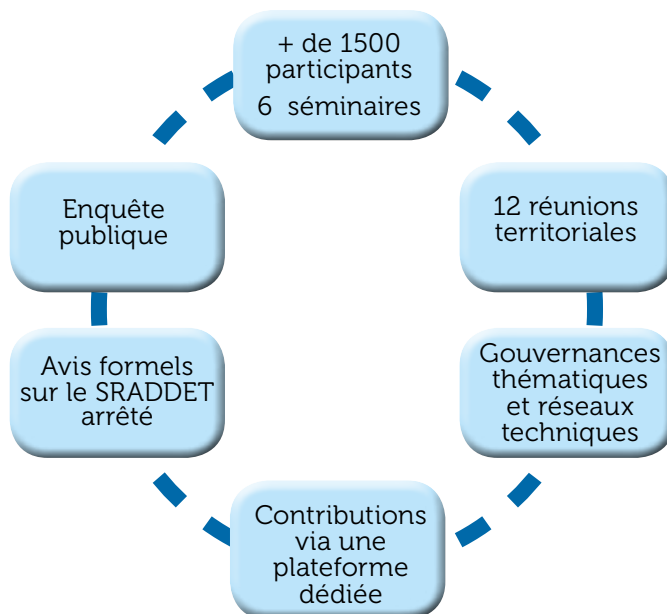 + de 1500
participants
6 séminaires
12 réunions
territoriales
Gouvernances
thématiques
et réseaux
techniques
Contributions
via une
plateforme
dédiée
Avis formels
sur le SRADDET
arrêté
Enquête
publique